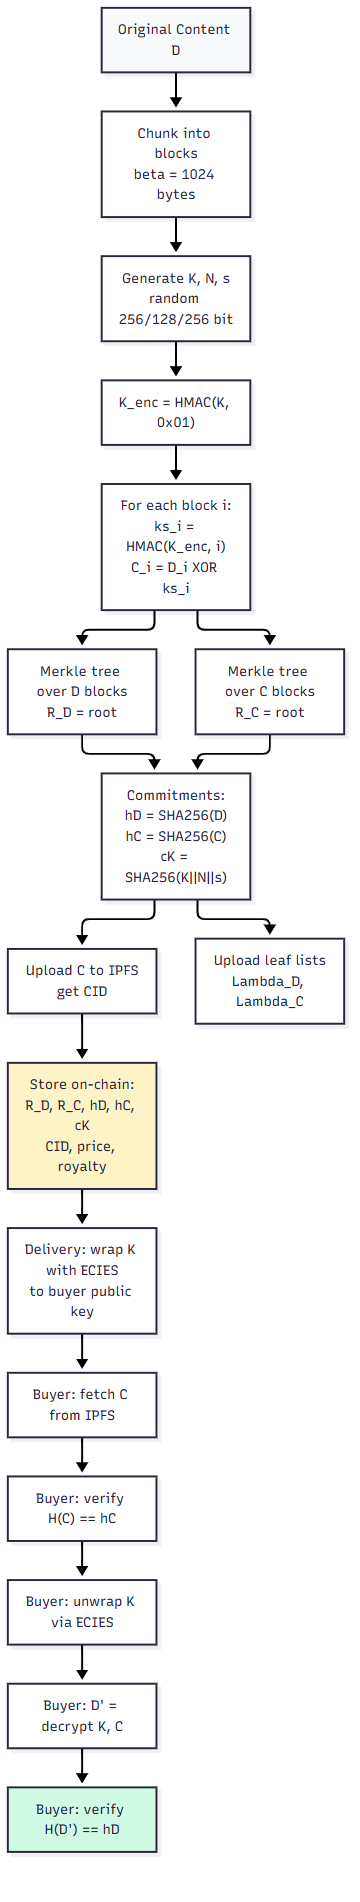 Original Content
D
Chunk into
blocks
beta = 1024
bytes
Generate K, N, s
random
256/128/256 bit
K_enc = HMAC(K,
0x01)
For each block i:
ks_i =
HMAC(K_enc, i)
C_i = D_i XOR
ks_i
Merkle tree
over D blocks
R_D = root
Merkle tree
over C blocks
R_C = root
Commitments:
hD = SHA256(D)
hC = SHA256(C)
cK =
SHA256(K||N||s)
Upload C to IPFS
get CID
Upload leaf lists
Lambda_D,
Lambda_C
Store on-chain:
R_D, R_C, hD, hC,
cK
CID, price,
royalty
Delivery: wrap K
with ECIES
to buyer public
key
Buyer: fetch C
from IPFS
Buyer: verify
H(C) == hC
Buyer: unwrap K
via ECIES
Buyer: D' =
decrypt K, C
Buyer: verify
H(D') == hD